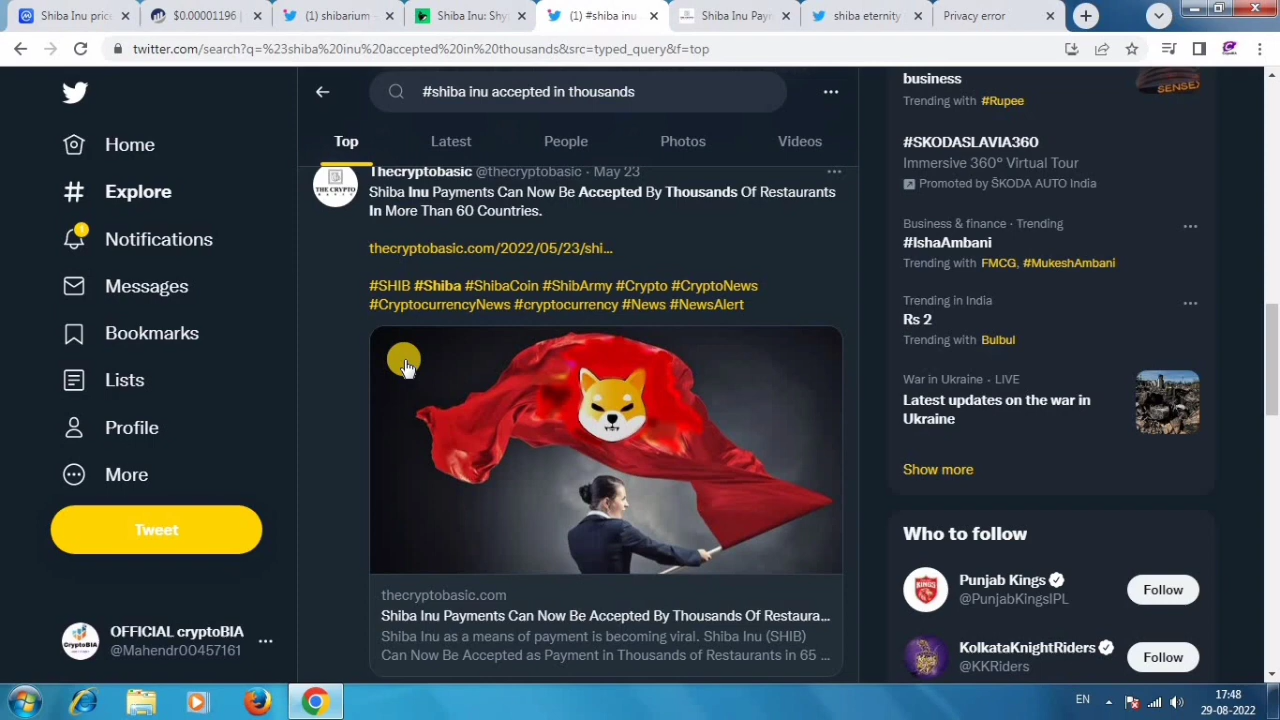 Shiba Inu price
$0.00001196 |
(1) shibarium -
Shiba Inu: Shy
(1) #shiba inu
Shiba Inu Payr
shiba eternity
Privacy error
twitter.com/search?q=%23shiba%20inu%20accepted%20in%20thousands&src=typed_query&f=top
#shiba inu accepted in thousands
Top
Latest
People
Photos
Videos
Home
Explore
1
Notifications
Messages
Bookmarks
Lists
Profile
More
Tweet
OFFICIAL cryptoBIA
@Mahendr00457161
CryptoBIA
THE CRYPTO
BASIC
Thecryptobasic @thecryptobasic · May 23
Shiba Inu Payments Can Now Be Accepted By Thousands Of Restaurants
In More Than 60 Countries.
thecryptobasic.com/2022/05/23/shi...
#SHIB #Shiba #ShibaCoin #ShibArmy #Crypto #CryptoNews
#CryptocurrencyNews #cryptocurrency #News #NewsAlert
thecryptobasic.com
Shiba Inu Payments Can Now Be Accepted By Thousands Of Restaura...
Shiba Inu as a means of payment is becoming viral. Shiba Inu (SHIB)
Can Now Be Accepted as Payment in Thousands of Restaurants in 65 ...
business
Trending with #Rupee
SENSE
#SKODASLAVIA360
Immersive 360° Virtual Tour
Promoted by ŠKODA AUTO India
Business & finance · Trending
#IshaAmbani
Trending with FMCG, #MukeshAmbani
Trending in India
Rs 2
Trending with Bulbul
War in Ukraine · LIVE
Latest updates on the war in
Ukraine
Show more
Who to follow
Punjab Kings
@PunjabKingsIPL
Follow
KolkataKnightRiders
@KKRiders
Follow
EN
17:48
29-08-2022